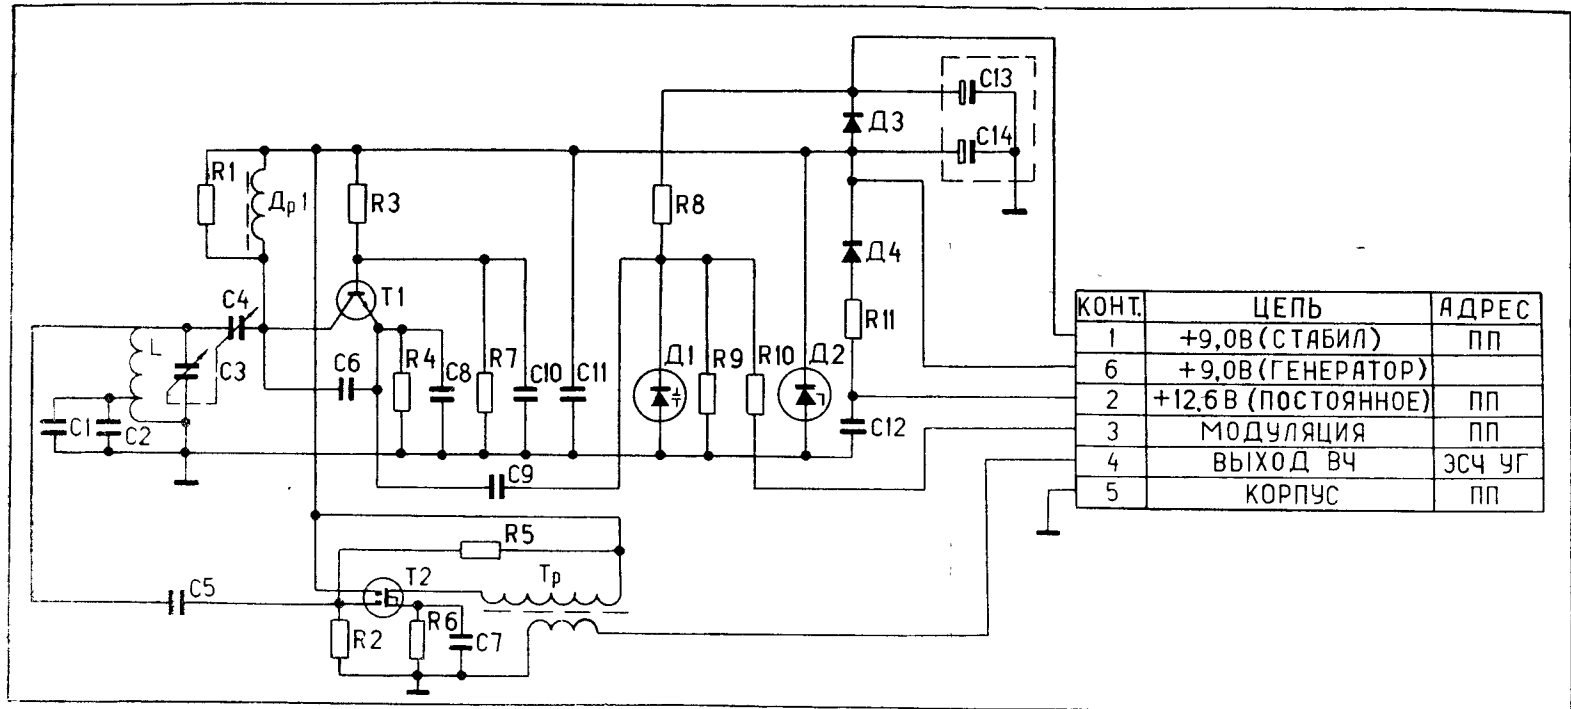 C13
Д3
C14
R1
Др1
R3
R8
Д4
T1
C4
R11
L
C3
C6
R4
C8
R7
C10
C11
Д1
R9
R10
Д2
C1
C2
C12
C9
R5
C5
T2
Тр
R2
R6
C7
КОНТ. ЦЕПЬ АДРЕС
1 +9,0В (СТАБИЛ) ПП
6 +9,0В (ГЕНЕРАТОР)
2 +12,6В (ПОСТОЯННОЕ) ПП
3 МОДУЛЯЦИЯ ПП
4 ВЫХОД ВЧ ЭСЧ УГ
5 КОРПУС ПП